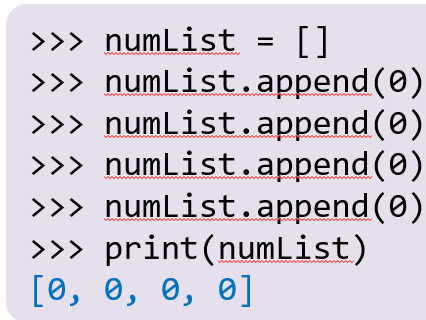 >>> numList = []
>>> numList.append(0)
>>> numList.append(0)
>>> numList.append(0)
>>> numList.append(0)
>>> print(numList)
[0, 0, 0, 0]